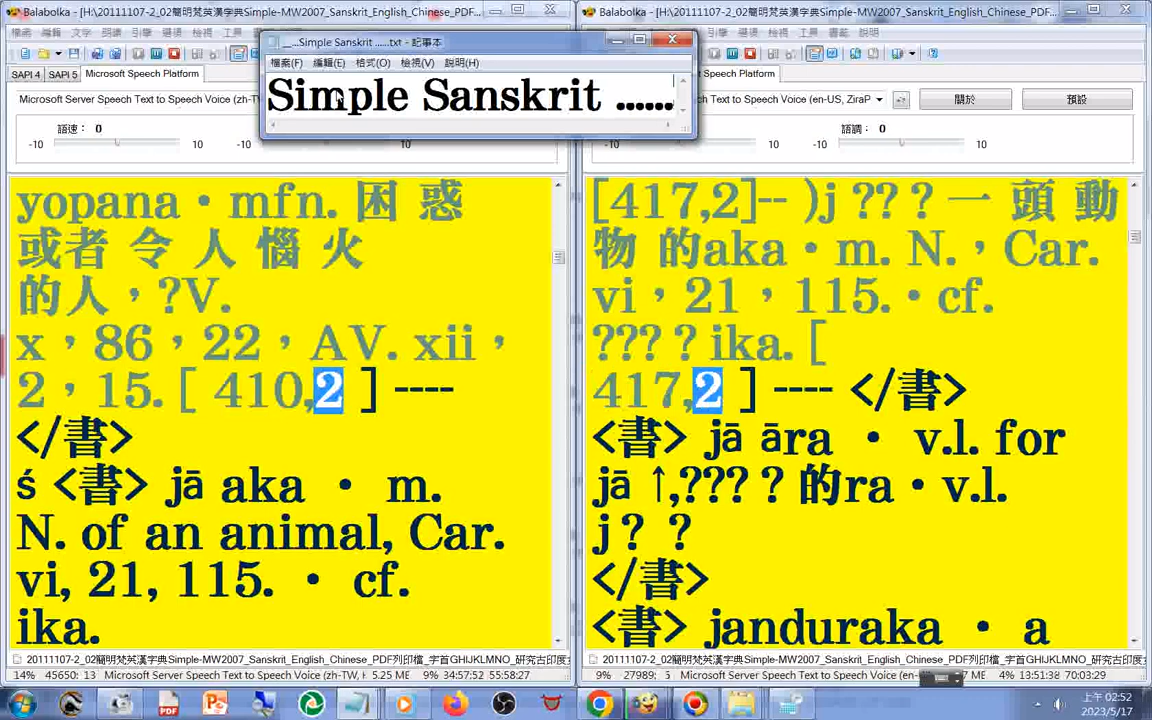 Balabolka - [H:\20111107-2_02簡明梵英漢字典Simple-MW2007_Sanskrit_English_Chinese_PDF...
Balabolka - [H:\20111107-2_02簡明梵英漢字典Simple-MW2007_Sanskrit_English_Chinese_PDF...
__...Simple Sanskrit ......txt - 記事本
檔案(F) 編輯(E) 格式(O) 檢視(V) 說明(H)
Simple Sanskrit ......
SAPI 4 SAPI 5 Microsoft Speech Platform
Microsoft Server Speech Text to Speech Voice (zh-TW
語速： 0
-10 10 -10 10
t Speech Platform
h Text to Speech Voice (en-US, ZiraP
關於 預設
語調： 0
-10 10
yopana・mfn. 困 惑
或者 令 人 惱 火
的人，?V.
x，86，22，AV. xii，
2，15. [ 410,2 ] ----
</書>
ś <書> jā aka ・ m.
N. of an animal, Car.
vi, 21, 115. ・ cf.
ika.
[417,2]-- )j ?? ? 一 頭 動
物 的aka・m. N.，Car.
vi，21，115.・cf.
??? ? ika. [
417,2 ] ---- </書>
<書> jā āra ・ v.l. for
jā ↑,??? ? 的ra・v.l.
j ? ?
</書>
<書> janduraka ・ a
20111107-2_02簡明梵英漢字典Simple-MW2007_Sanskrit_English_Chinese_PDF列印檔_字首GHIJKLMNO_研究古印度
20111107-2_02簡明梵英漢字典Simple-MW2007_Sanskrit_English_Chinese_PDF列印檔_字首GHIJKLMNO_研究古印度
14% 45650: 13 Microsoft Server Speech Text to Speech Voice (zh-TW, 5.25 ME 34:57:52 55:58:27
9% 27989: Microsoft Server Speech Text to Speech Voice 4% 13:51:38 70:03:29
上午 02:52
2023/5/17